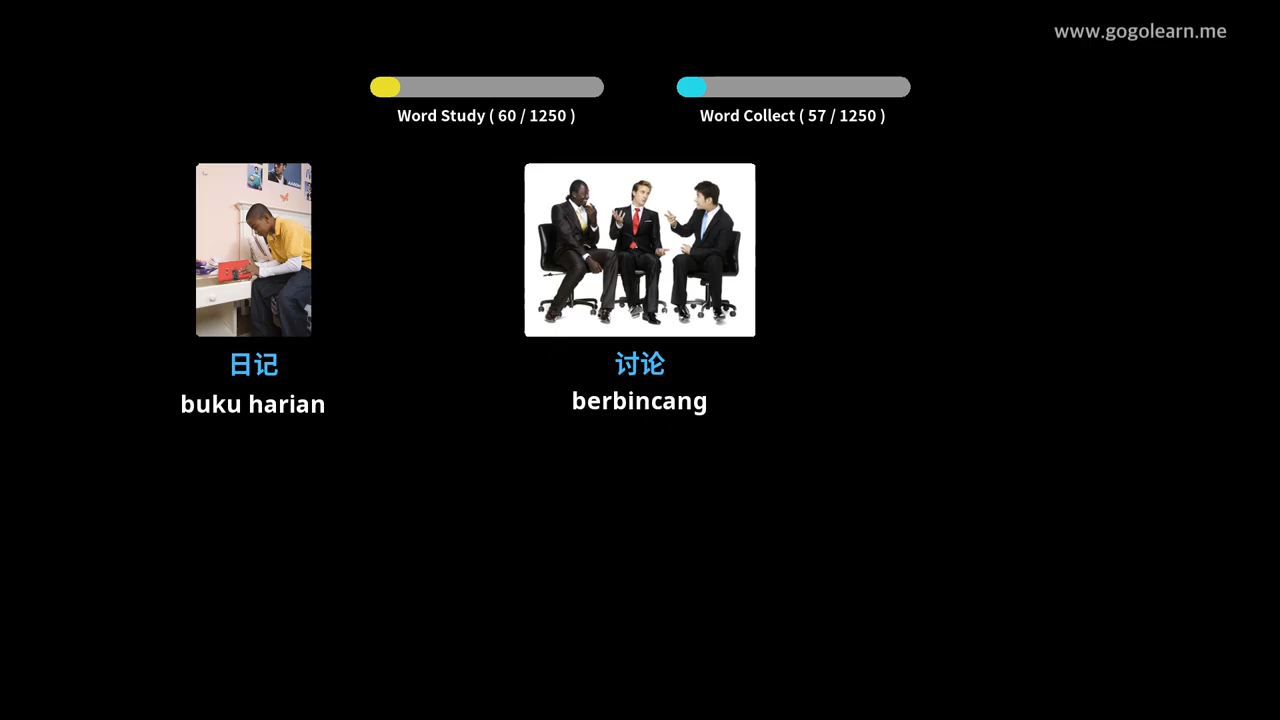 www.gogolearn.me
Word Study ( 60 / 1250 )
Word Collect ( 57 / 1250 )
日记
buku harian
讨论
berbincang